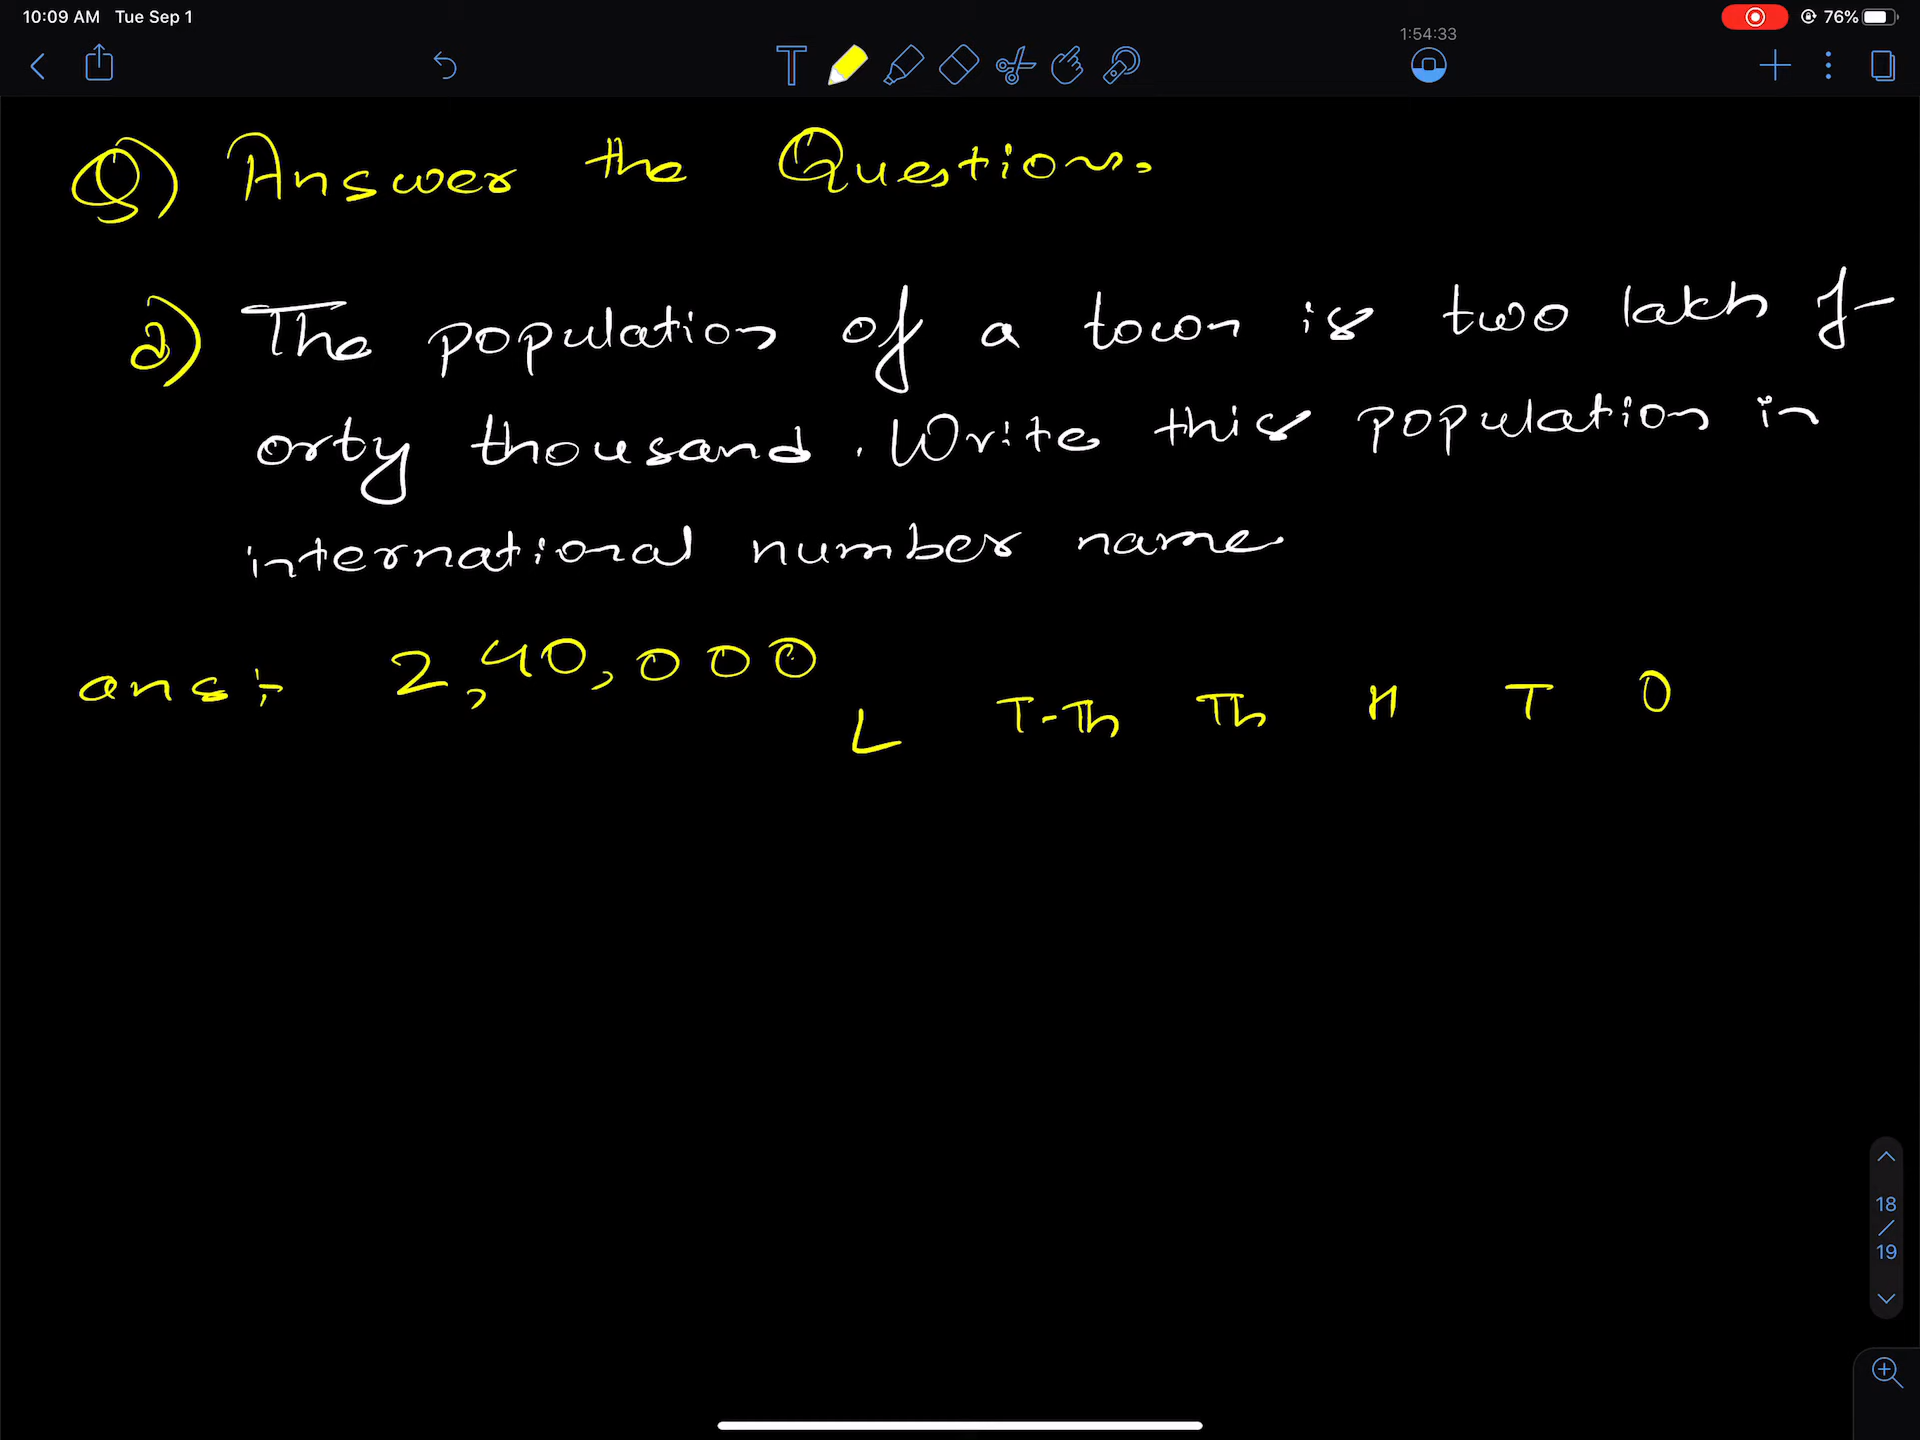 10:09 AM Tue Sep 1
76%
1:54:33
Q) Answer the Questions.
a) The population of a town is two lakh f-
orty thousand. Write this population in
international number name
ans:- 2,40,000
L T-Th Th H T O
18
/
19